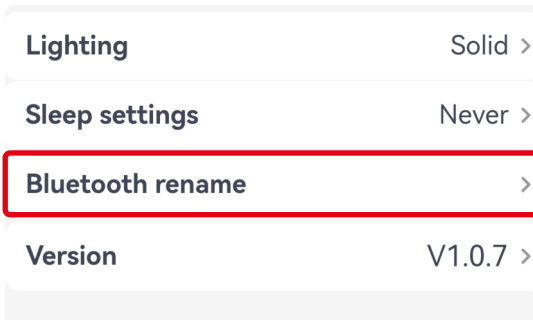 Lighting Solid >
Sleep settings Never >
Bluetooth rename >
Version V1.0.7 >